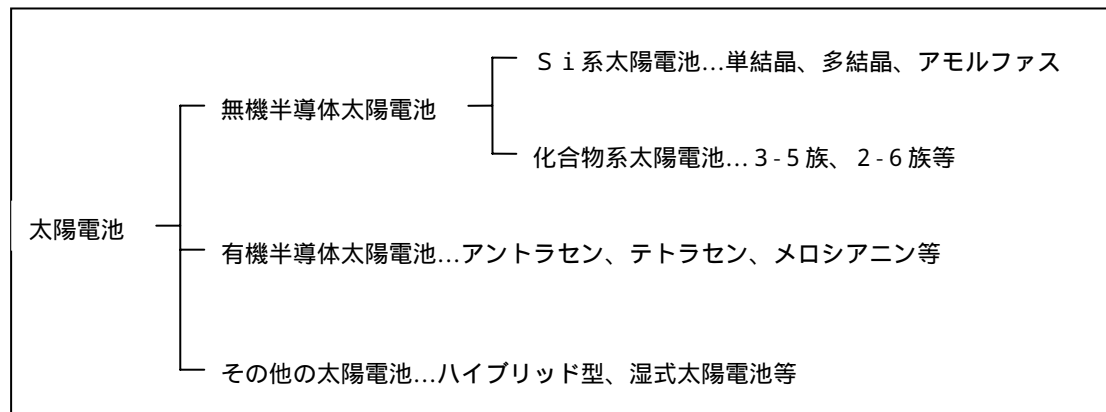 Ｓｉ系太陽電池…単結晶、多結晶、アモルファス
無機半導体太陽電池
化合物系太陽電池…３-５族、２-６族等
太陽電池
有機半導体太陽電池…アントラセン、テトラセン、メロシアニン等
その他の太陽電池…ハイブリッド型、湿式太陽電池等